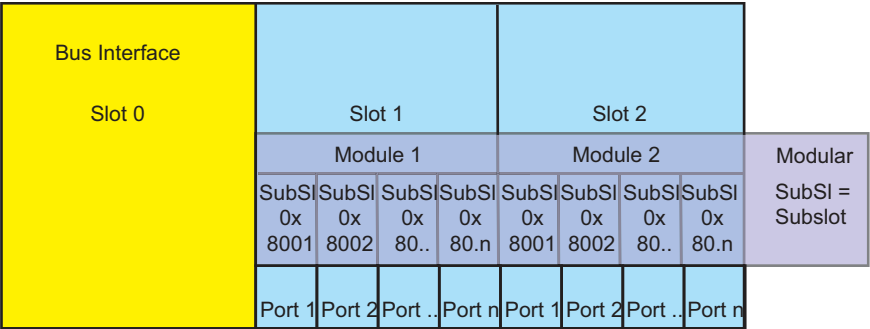 Bus Interface
Slot 0
Slot 1
Slot 2
Module 1
Module 2
Modular
SubSl SubSl SubSl SubSl SubSl SubSl SubSl SubSl
SubSl =
0x 0x 0x 0x 0x 0x 0x 0x
Subslot
8001 8002 80.. 80.n 8001 8002 80.. 80.n
Port 1 Port 2 Port .. Port n Port 1 Port 2 Port .. Port n